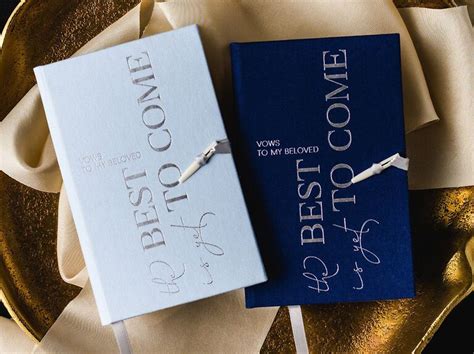 VOWS
TO MY BELOVED
the BEST
is yet TO COME
VOWS
TO MY BELOVED
the BEST
is yet TO COME